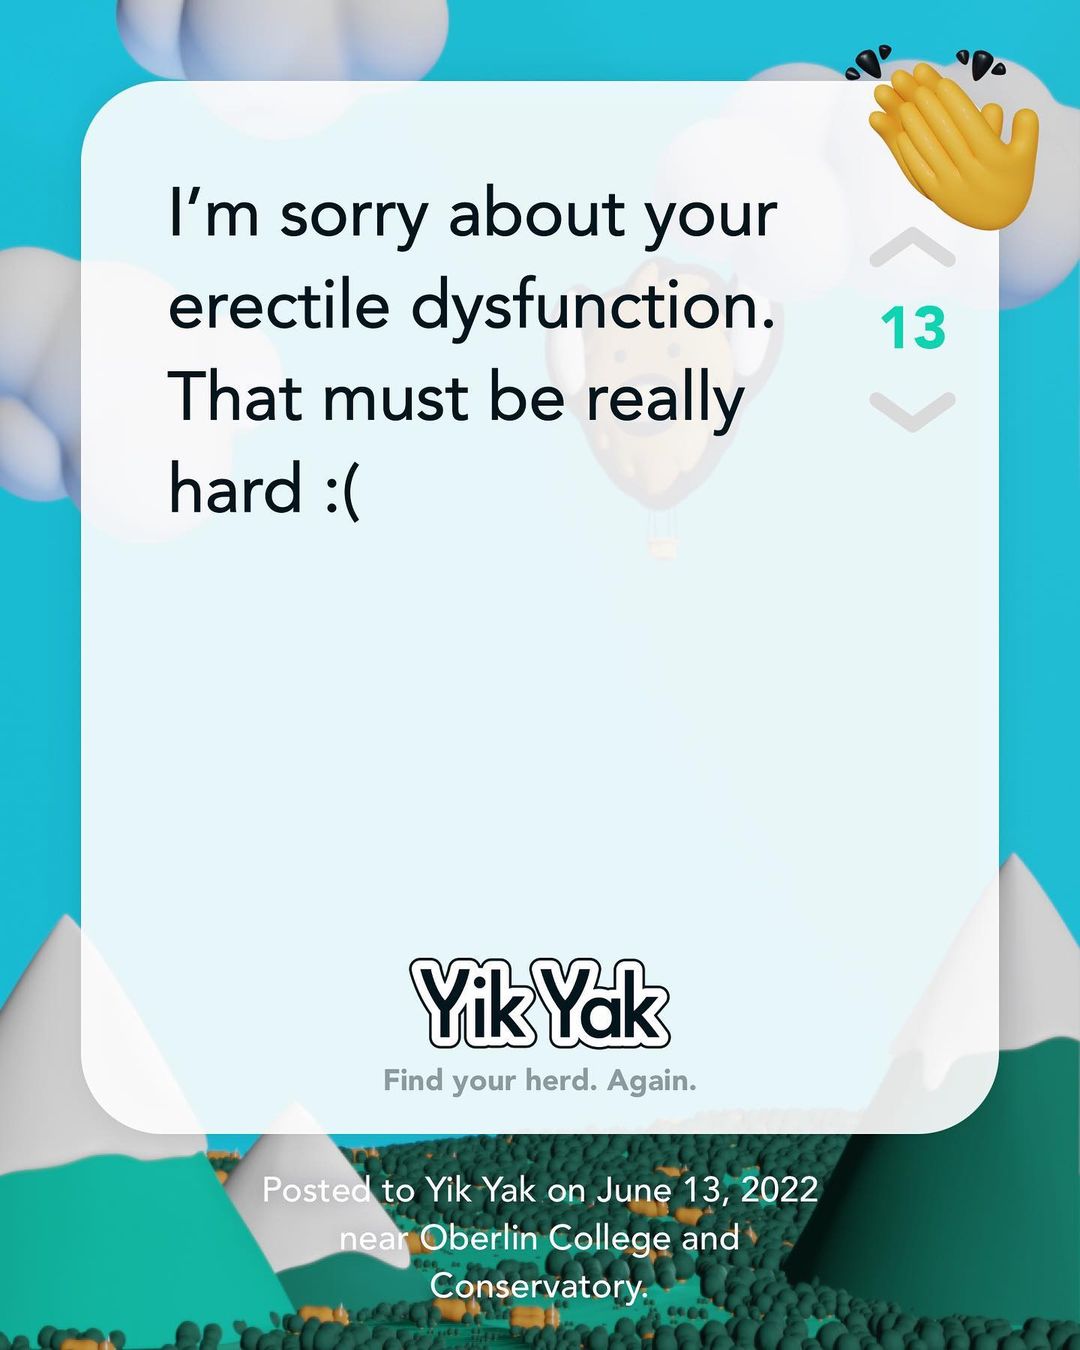 I’m sorry about your
erectile dysfunction.
That must be really
hard :(
13
Yik Yak
Find your herd. Again.
Posted to Yik Yak on June 13, 2022
near Oberlin College and
Conservatory.